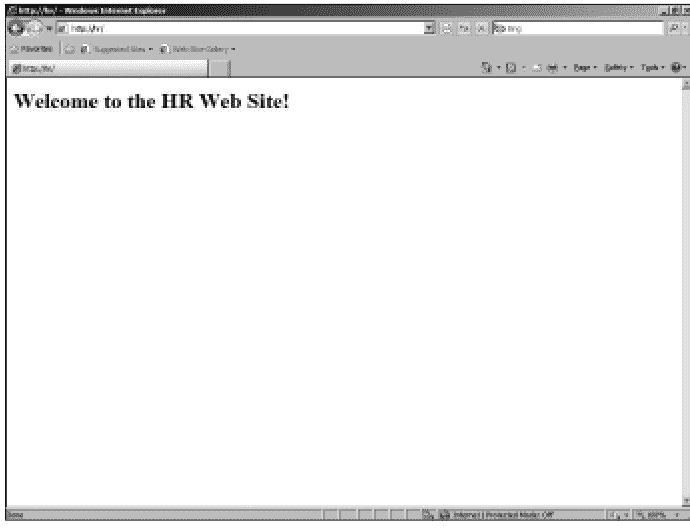 http://hr/ - Windows Internet Explorer
http://hr/
Bing
Favorites
Suggested Sites
Web Slice Gallery
http://hr/
Page
Safety
Tools
Welcome to the HR Web Site!
Done
Internet | Protected Mode: Off
100%